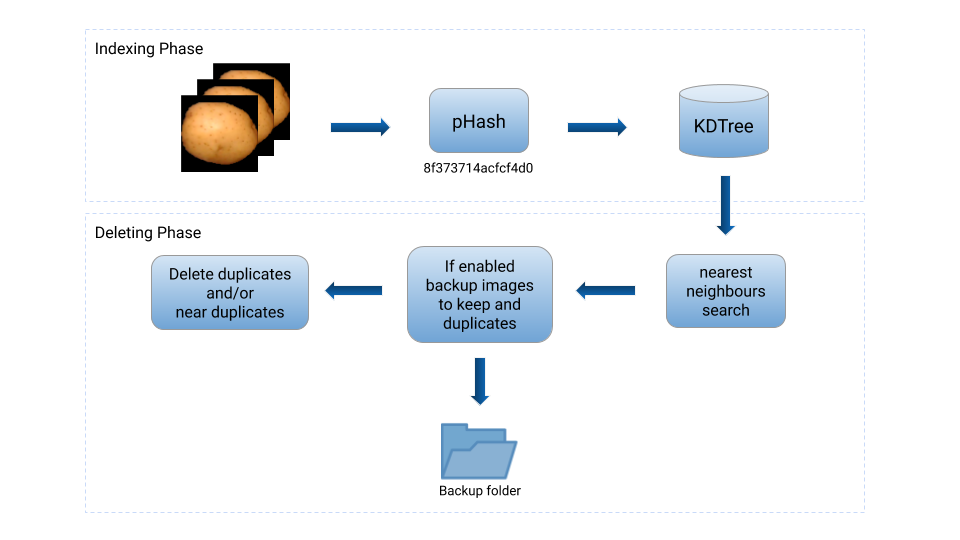 Indexing Phase
pHash
8f373714acfcf4d0
KDTree
Deleting Phase
Delete duplicates
and/or
near duplicates
If enabled
backup images
to keep and
duplicates
nearest
neighbours
search
Backup folder